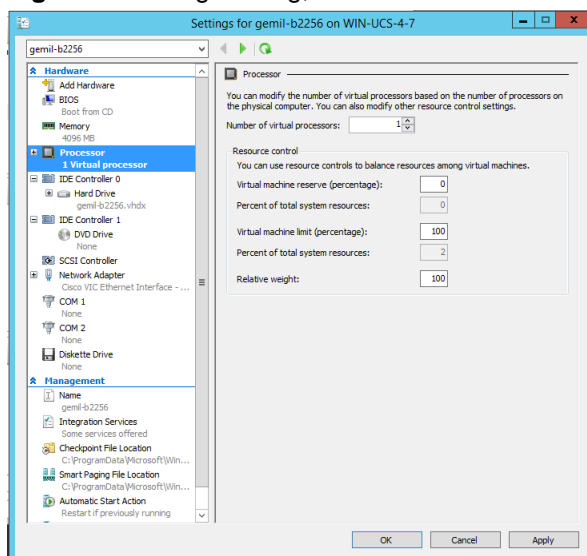 Settings for gemil-b2256 on WIN-UCS-4-7
gemil-b2256
Hardware
Add Hardware
BIOS
Boot from CD
Memory
4096 MB
Processor
1 Virtual processor
IDE Controller 0
Hard Drive
gemil-b2256.vhdx
IDE Controller 1
DVD Drive
None
SCSI Controller
Network Adapter
Cisco VIC Ethernet Interface - ...
COM 1
None
COM 2
None
Diskette Drive
None
Management
Name
gemil-b2256
Integration Services
Some services offered
Checkpoint File Location
C:\ProgramData\Microsoft\Win...
Smart Paging File Location
C:\ProgramData\Microsoft\Win...
Automatic Start Action
Restart if previously running
Processor
You can modify the number of virtual processors based on the number of processors on
the physical computer. You can also modify other resource control settings.
Number of virtual processors: 1
Resource control
You can use resource controls to balance resources among virtual machines.
Virtual machine reserve (percentage): 0
Percent of total system resources: 0
Virtual machine limit (percentage): 100
Percent of total system resources: 2
Relative weight: 100
OK Cancel Apply